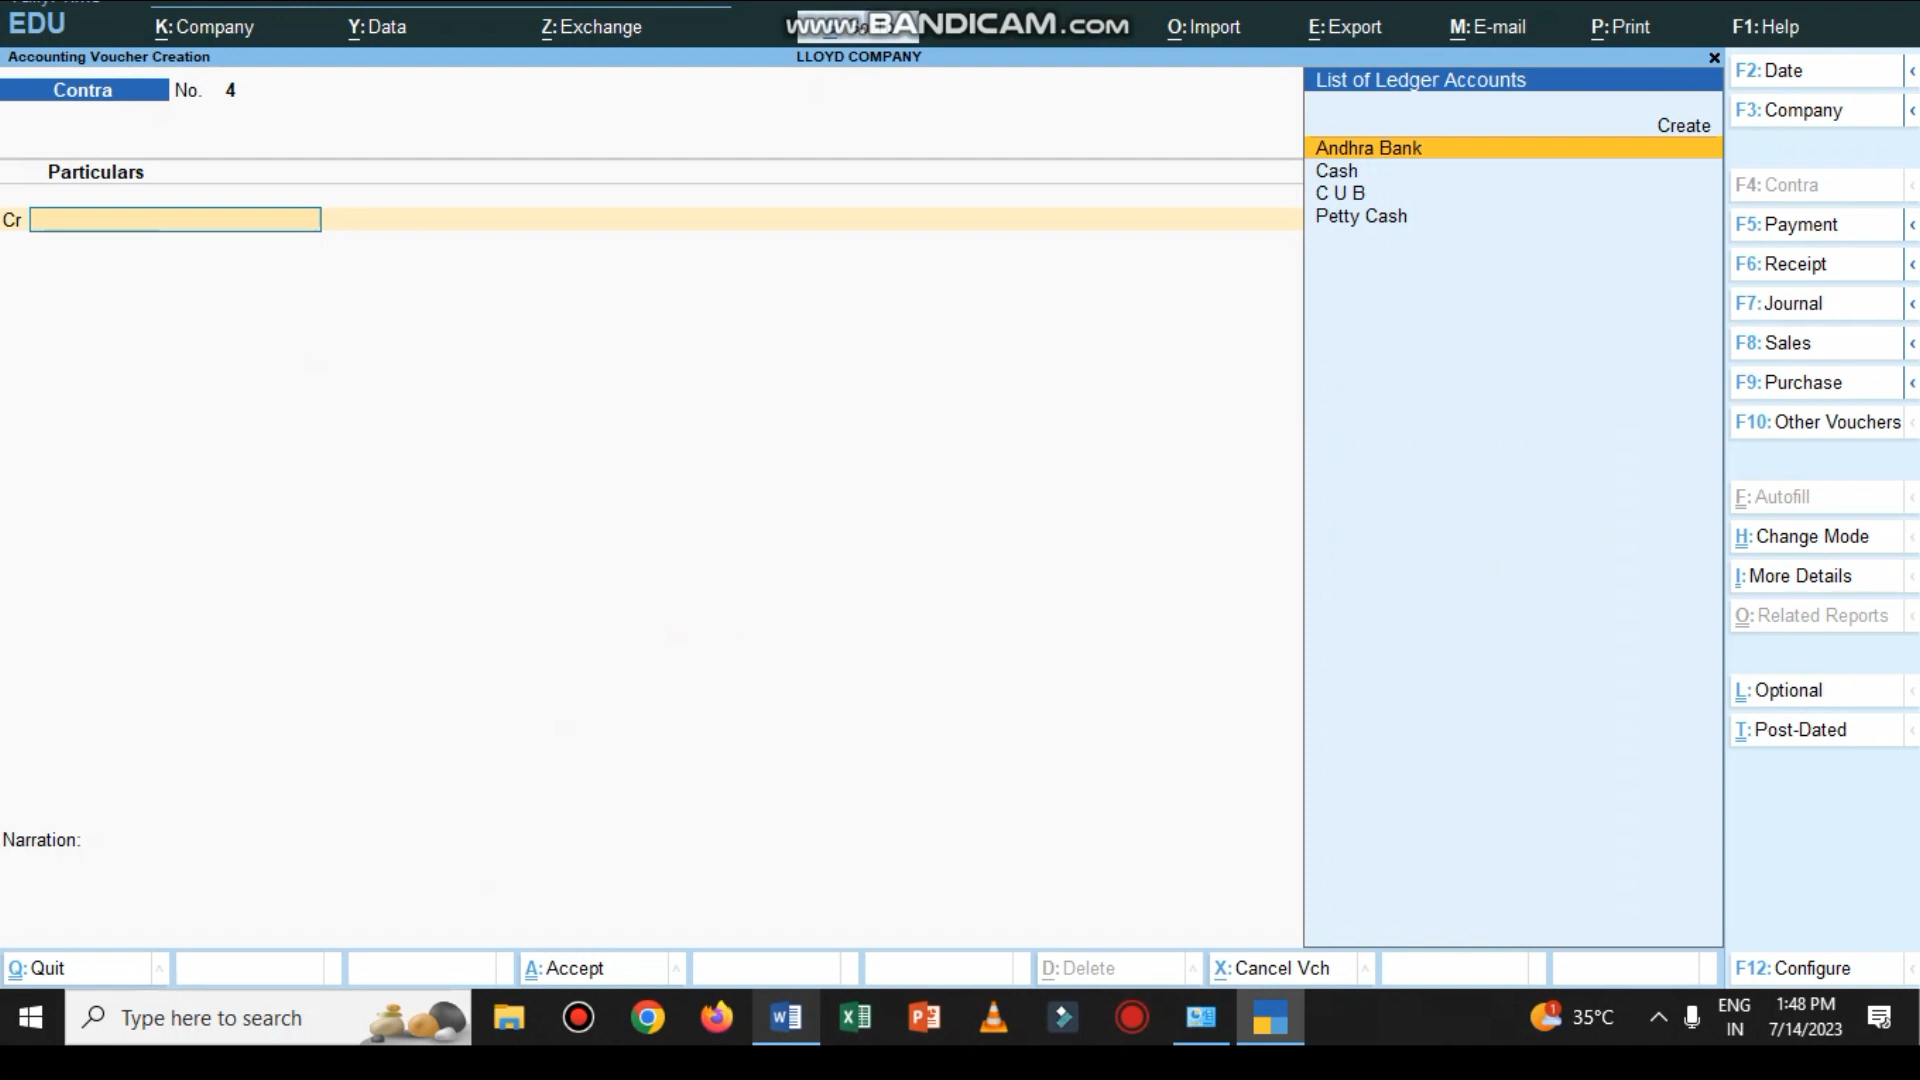 EDU
K: Company
Y: Data
Z: Exchange
www.BANDICAM.com
O: Import
E: Export
M: E-mail
P: Print
F1: Help
Accounting Voucher Creation
LLOYD COMPANY
×
Contra No. 4
Particulars
Cr
Narration:
List of Ledger Accounts
Create
Andhra Bank
Cash
C U B
Petty Cash
F2: Date
F3: Company
F4: Contra
F5: Payment
F6: Receipt
F7: Journal
F8: Sales
F9: Purchase
F10: Other Vouchers
F: Autofill
H: Change Mode
I: More Details
O: Related Reports
L: Optional
T: Post-Dated
Q: Quit
A: Accept
D: Delete
X: Cancel Vch
F12: Configure
Type here to search
1
35°C
ENG
IN
1:48 PM
7/14/2023